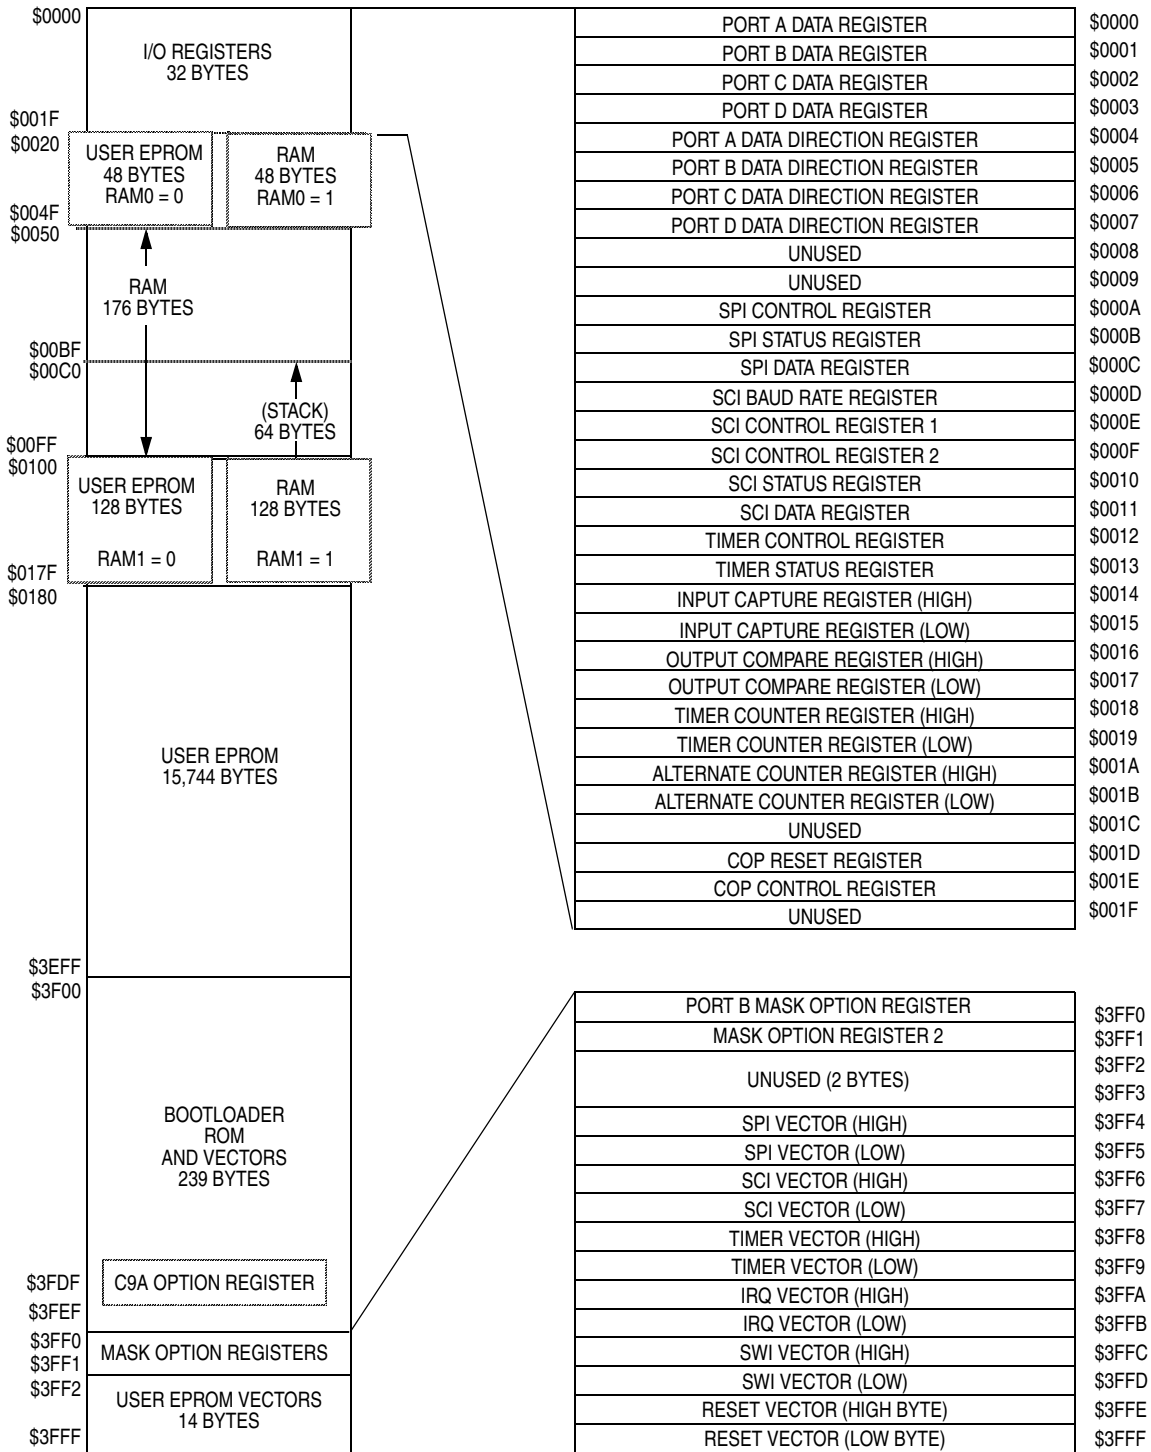 $0000
I/O REGISTERS
32 BYTES
$001F
$0020
USER EPROM
48 BYTES
RAM0 = 0
RAM
48 BYTES
RAM0 = 1
$004F
$0050
RAM
176 BYTES
$00BF
$00C0
(STACK)
64 BYTES
$00FF
$0100
USER EPROM
128 BYTES
RAM1 = 0
RAM
128 BYTES
RAM1 = 1
$017F
$0180
USER EPROM
15,744 BYTES
$3EFF
$3F00
BOOTLOADER
ROM
AND VECTORS
239 BYTES
$3FDF
C9A OPTION REGISTER
$3FEF
$3FF0
$3FF1
MASK OPTION REGISTERS
$3FF2
USER EPROM VECTORS
14 BYTES
$3FFF
PORT A DATA REGISTER $0000
PORT B DATA REGISTER $0001
PORT C DATA REGISTER $0002
PORT D DATA REGISTER $0003
PORT A DATA DIRECTION REGISTER $0004
PORT B DATA DIRECTION REGISTER $0005
PORT C DATA DIRECTION REGISTER $0006
PORT D DATA DIRECTION REGISTER $0007
UNUSED $0008
UNUSED $0009
SPI CONTROL REGISTER $000A
SPI STATUS REGISTER $000B
SPI DATA REGISTER $000C
SCI BAUD RATE REGISTER $000D
SCI CONTROL REGISTER 1 $000E
SCI CONTROL REGISTER 2 $000F
SCI STATUS REGISTER $0010
SCI DATA REGISTER $0011
TIMER CONTROL REGISTER $0012
TIMER STATUS REGISTER $0013
INPUT CAPTURE REGISTER (HIGH) $0014
INPUT CAPTURE REGISTER (LOW) $0015
OUTPUT COMPARE REGISTER (HIGH) $0016
OUTPUT COMPARE REGISTER (LOW) $0017
TIMER COUNTER REGISTER (HIGH) $0018
TIMER COUNTER REGISTER (LOW) $0019
ALTERNATE COUNTER REGISTER (HIGH) $001A
ALTERNATE COUNTER REGISTER (LOW) $001B
UNUSED $001C
COP RESET REGISTER $001D
COP CONTROL REGISTER $001E
UNUSED $001F
PORT B MASK OPTION REGISTER $3FF0
MASK OPTION REGISTER 2 $3FF1
$3FF2
UNUSED (2 BYTES)
$3FF3
SPI VECTOR (HIGH) $3FF4
SPI VECTOR (LOW) $3FF5
SCI VECTOR (HIGH) $3FF6
SCI VECTOR (LOW) $3FF7
TIMER VECTOR (HIGH) $3FF8
TIMER VECTOR (LOW) $3FF9
IRQ VECTOR (HIGH) $3FFA
IRQ VECTOR (LOW) $3FFB
SWI VECTOR (HIGH) $3FFC
SWI VECTOR (LOW) $3FFD
RESET VECTOR (HIGH BYTE) $3FFE
RESET VECTOR (LOW BYTE) $3FFF